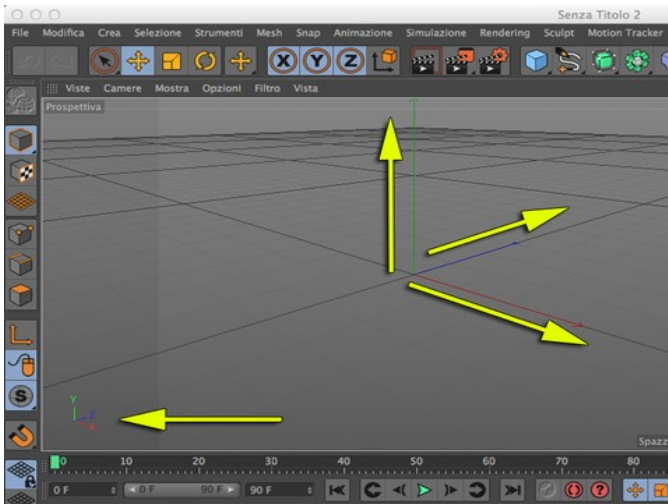 Senza Titolo 2
File Modifica Crea Selezione Strumenti Mesh Snap Animazione Simulazione Rendering Sculpt Motion Tracker
X Y Z
Viste Camere Mostra Opzioni Filtro Vista
Prospettiva
S
Y
Z
X
Spazz
0 10 20 30 40 50 60 70 80
0 F 0 F 90 F 90 F
?